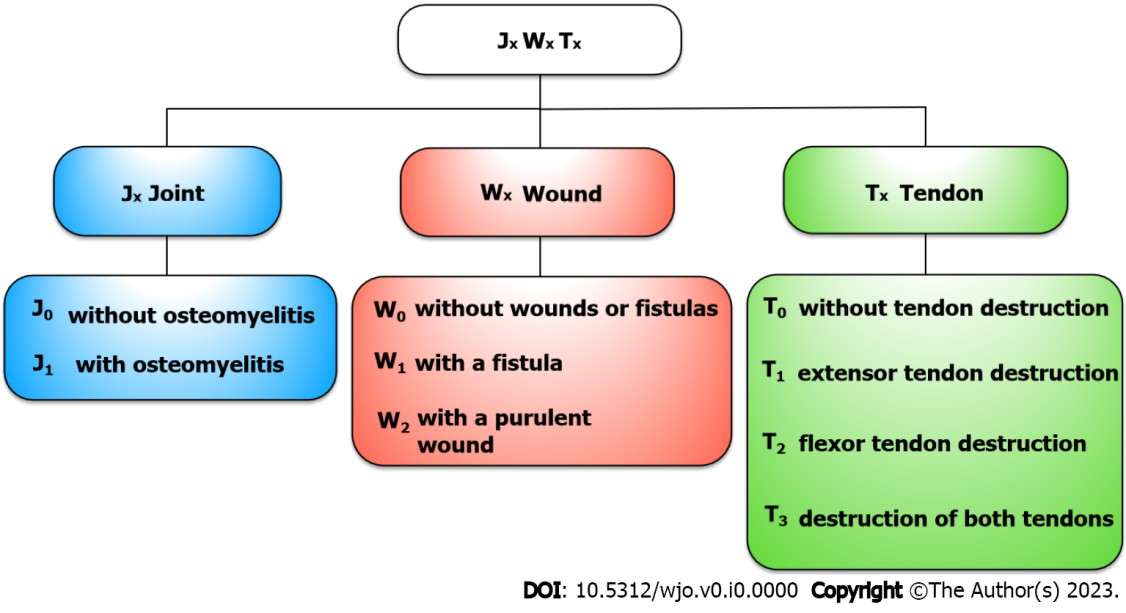 Jx Wx Tx
Jx Joint
Wx Wound
Tx Tendon
J0 without osteomyelitis
J1 with osteomyelitis
W0 without wounds or fistulas
W1 with a fistula
W2 with a purulent
wound
T0 without tendon destruction
T1 extensor tendon destruction
T2 flexor tendon destruction
T3 destruction of both tendons
DOI: 10.5312/wjo.v0.i0.0000 Copyright ©The Author(s) 2023.